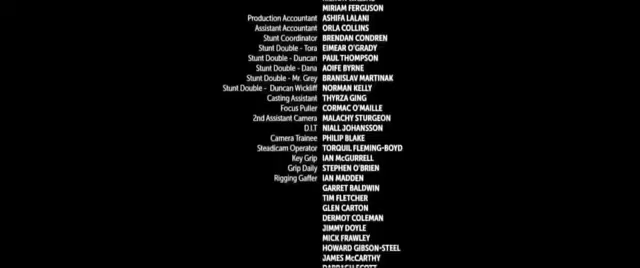 MIRIAM FERGUSON
Production Accountant ASHIFA LALANI
Assistant Accountant ORLA COLLINS
Stunt Coordinator BRENDAN CONDREN
Stunt Double - Tora EIMEAR O'GRADY
Stunt Double - Duncan PAUL THOMPSON
Stunt Double - Dana AOIFE BYRNE
Stunt Double - Mr. Grey BRANISLAV MARTINAK
Stunt Double - Duncan Wickliff NORMAN KELLY
Casting Assistant THYRZA GING
Focus Puller CORMAC O'MAILLE
2nd Assistant Camera MALACHY STURGEON
D.I.T NIALL JOHANSSON
Camera Trainee PHILIP BLAKE
Steadicam Operator TORQUIL FLEMING-BOYD
Key Grip IAN McGURRELL
Grip Daily STEPHEN O'BRIEN
Rigging Gaffer IAN MADDEN
GARRET BALDWIN
TIM FLETCHER
GLEN CARTON
DERMOT COLEMAN
JIMMY DOYLE
MICK FRAWLEY
HOWARD GIBSON-STEEL
JAMES McCARTHY
DARRAGH SCOTT